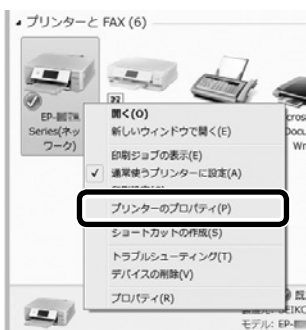 プリンターと FAX (6)
EP-
Series(ネッ
ワーク)
開く(O)
新しいウィンドウで開く(E)
印刷ジョブの表示(E)
✓ 通常使うプリンターに設定(A)
プリンターのプロパティ(P)
ショートカットの作成(S)
トラブルシューティング(T)
デバイスの削除(V)
プロパティ(R)
crosc
Docu
Wr
既
EIKO
モデル: EP-